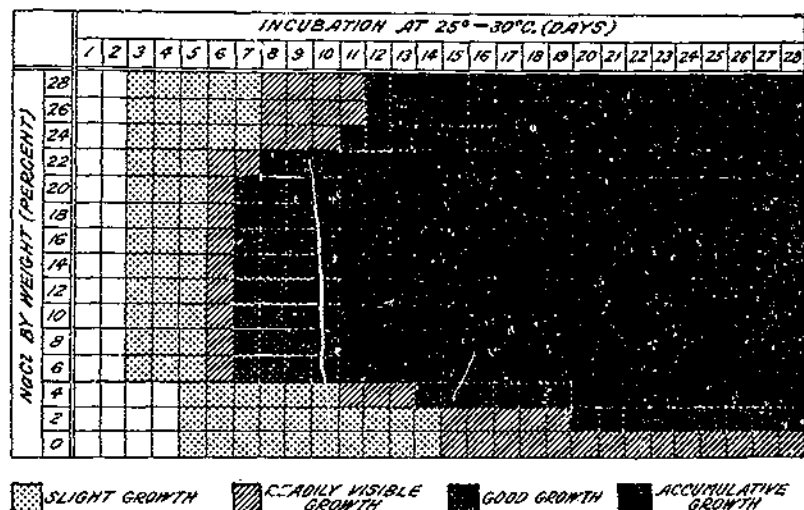 INCUBATION AT 25°-30°C. (DAYS)
1 2 3 4 5 6 7 8 9 10 11 12 13 14 15 16 17 18 19 20 21 22 23 24 25 26 27 28
NaCl BY WEIGHT (PERCENT)
28
26
24
22
20
18
16
14
12
10
8
6
4
2
0
SLIGHT GROWTH
VISIBLE
GROWTH
GOOD GROWTH
ACCUMULATIVE
GROWTH